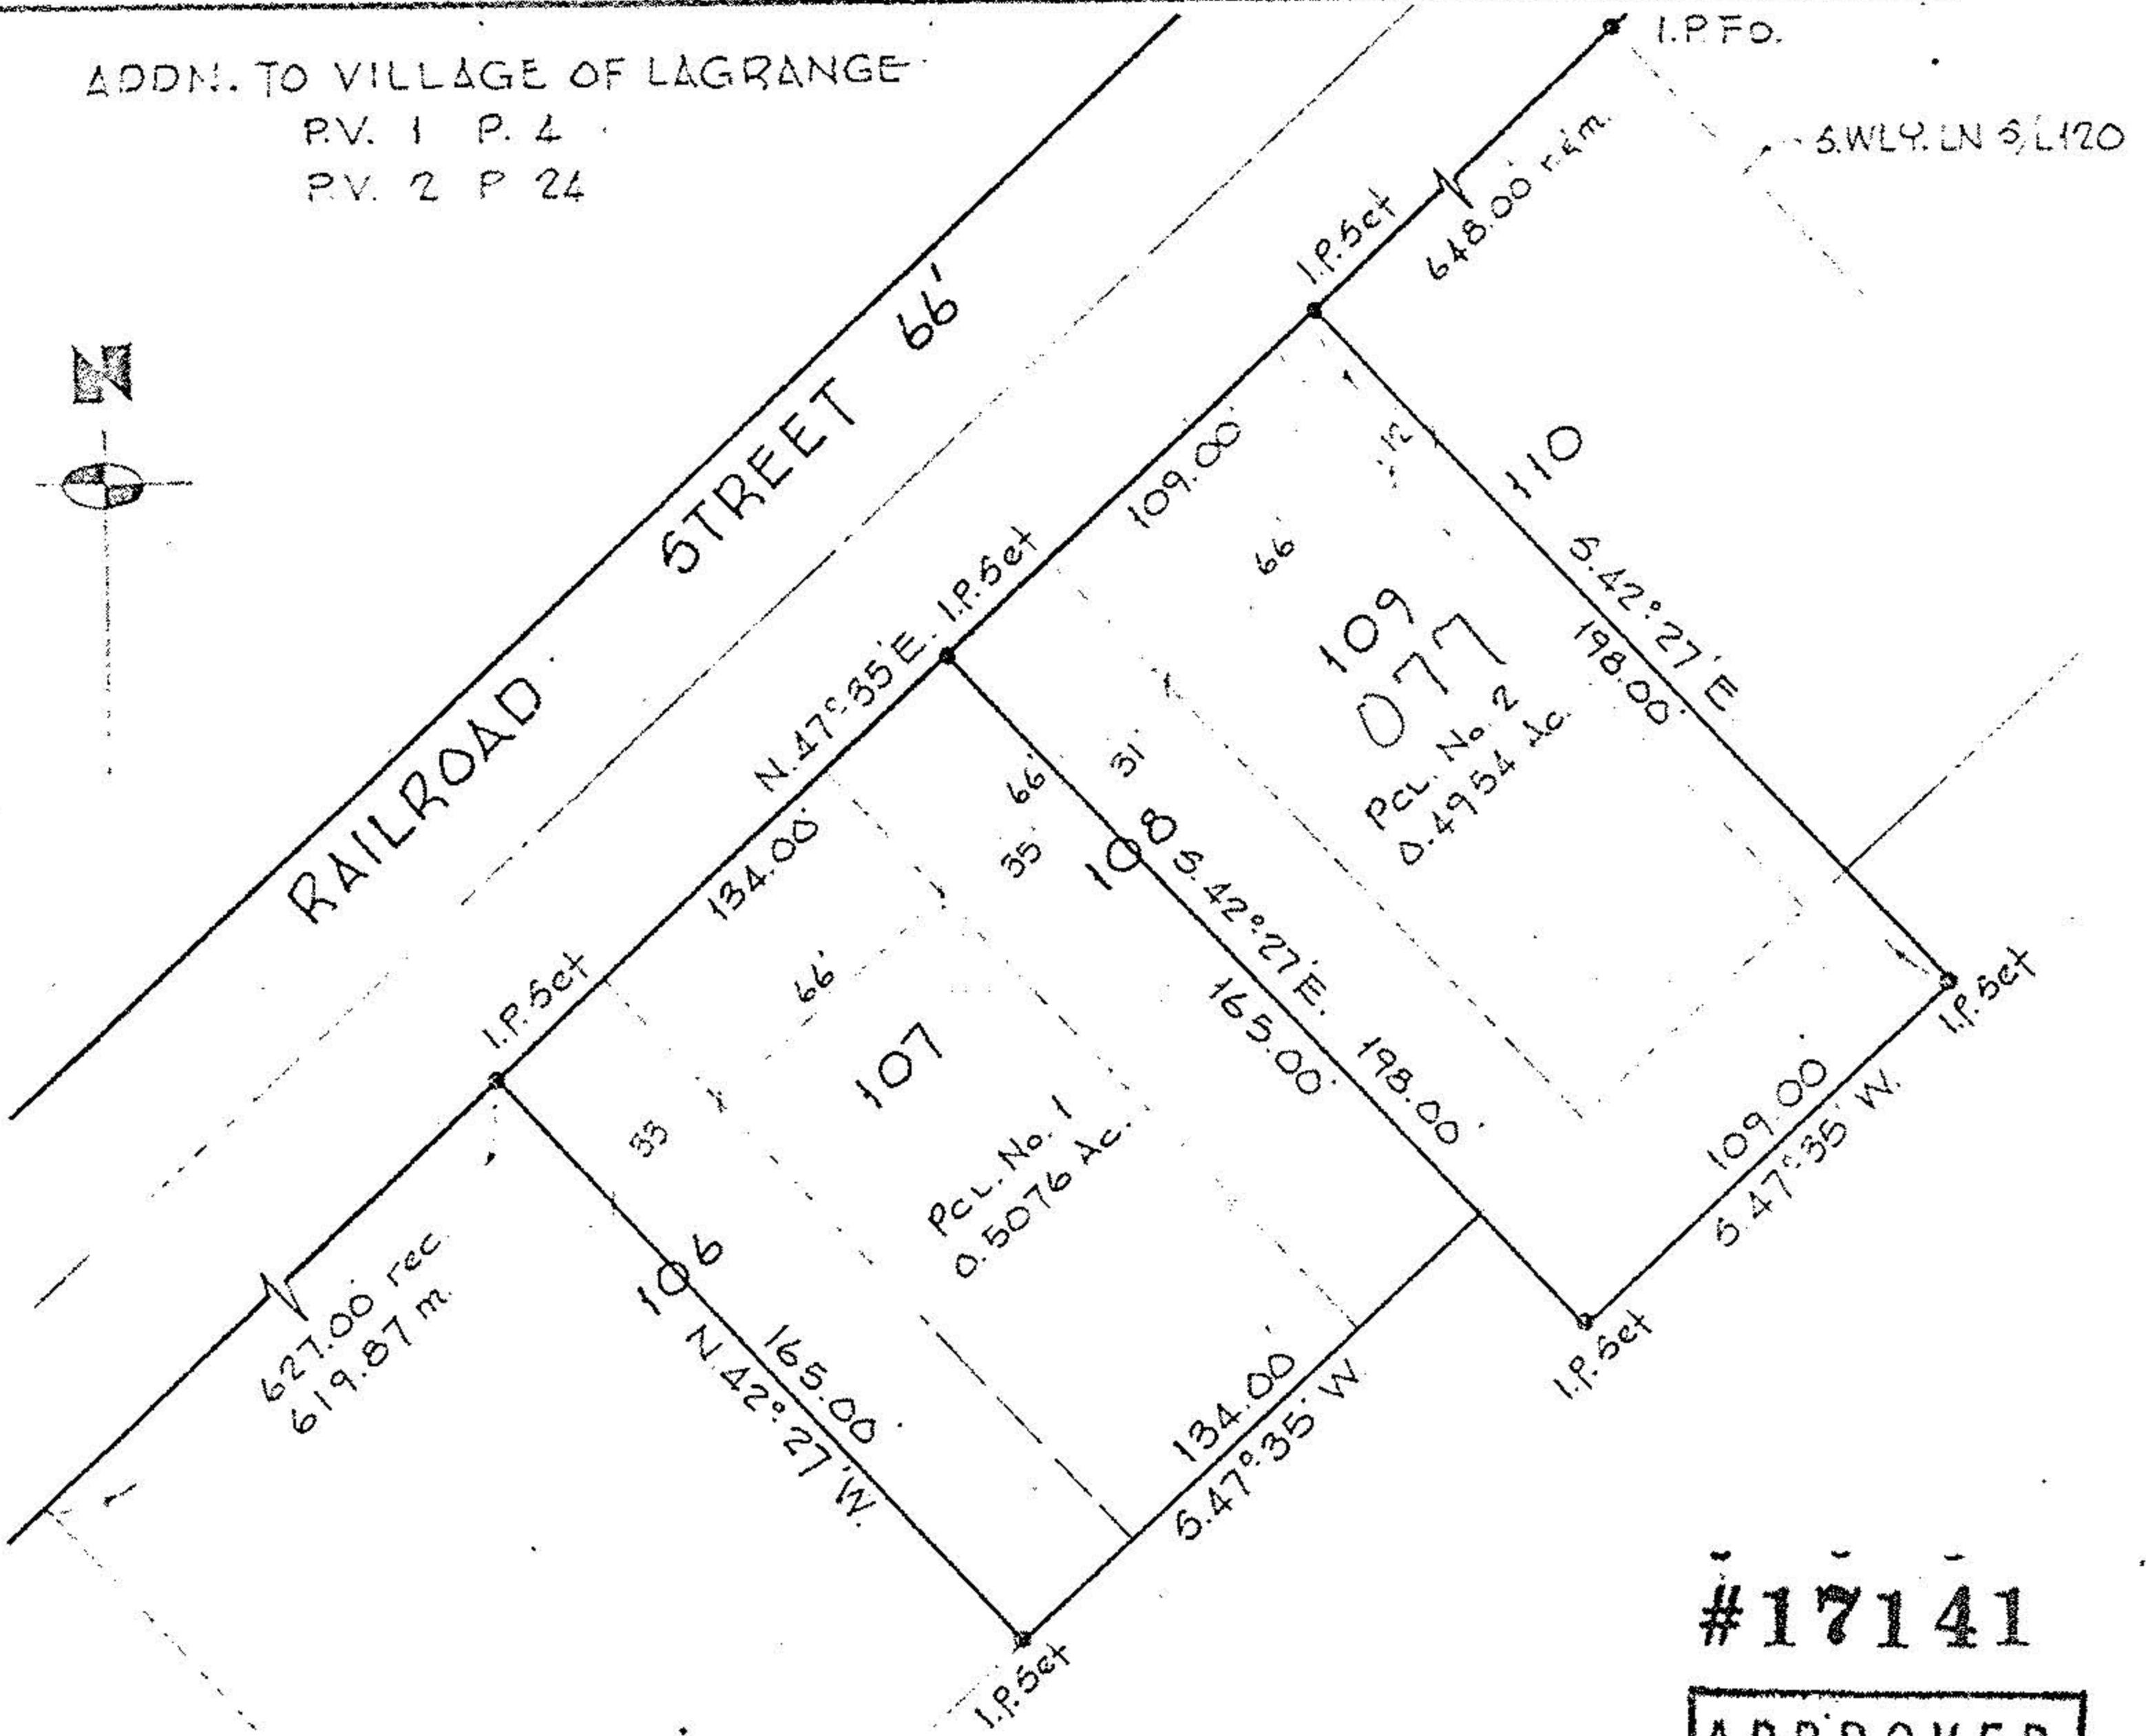 ADDN. TO VILLAGE OF LAGRANGE
P.V. 1 P. 4
P.V. 2 P 24
N
I.P. FD.
S.WLY. LN S/L 120
648.00' r&m.
I.P. Set
RAILROAD STREET 66'
109.00'
12
110
S.42°27'E
198.00'
66
109
077
PCL. No. 2
0.4954 Ac.
I.P. Set
N.47°35'E.
134.00'
66'
31'
35'
108
S.42°27'E.
165.00'
198.00'
I.P. Set
109.00
S.47°35' W.
I.P. Set
I.P. Set
66'
107
33
PCL. No. 1
0.5076 Ac.
106
165.00
N.42°27'W.
134.00'
S.47°35' W.
I.P. Set
627.00' rec.
619.87 m.
#17141
APPROVED